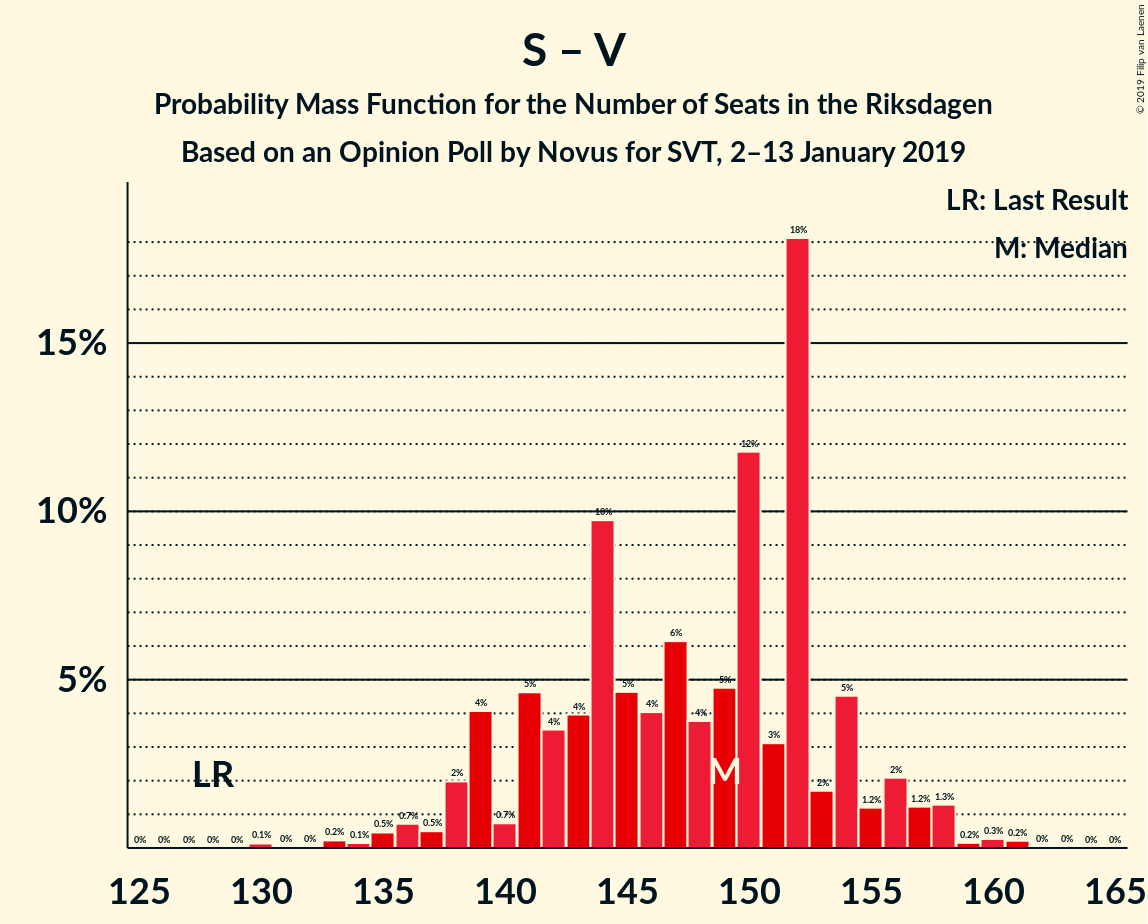 S – V
Probability Mass Function for the Number of Seats in the Riksdagen
Based on an Opinion Poll by Novus for SVT, 2–13 January 2019
© 2019 Filip van Laenen
LR: Last Result
M: Median
15%
10%
5%
0% 0% 0% 0% 0% 0.1% 0% 0% 0.2% 0.1% 0.5% 0.7% 0.5% 2% 4% 0.7% 5% 4% 4% 10% 5% 4% 6% 4% 5% 12% 3% 18% 2% 5% 1.2% 2% 1.2% 1.3% 0.2% 0.3% 0.2% 0% 0% 0% 0%
LR
M
125 130 135 140 145 150 155 160 165